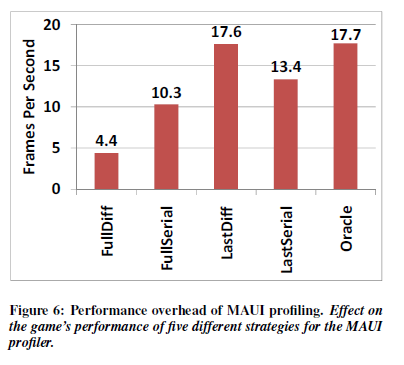 20
15
10
5
0
Frames Per Second
4.4
10.3
17.6
13.4
17.7
FullDiff
FullSerial
LastDiff
LastSerial
Oracle
Figure 6: Performance overhead of MAUI profiling. Effect on
the game's performance of five different strategies for the MAUI
profiler.